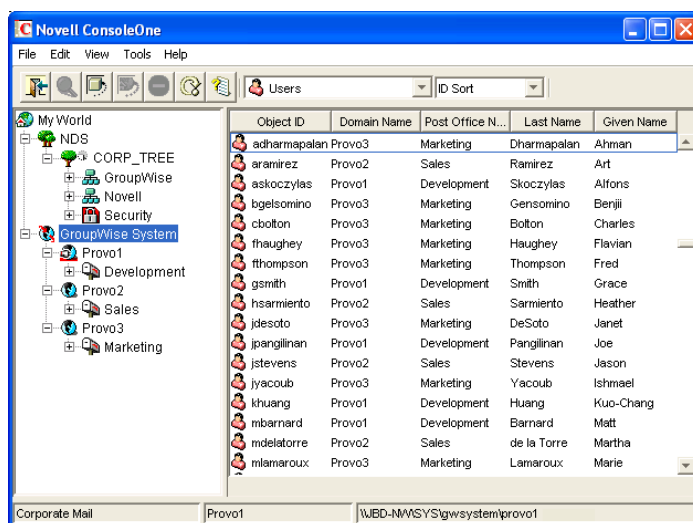 Novell ConsoleOne
File Edit View Tools Help
Users ID Sort
My World
NDS
CORP_TREE
GroupWise
Novell
Security
GroupWise System
Provo1
Development
Provo2
Sales
Provo3
Marketing
Object ID Domain Name Post Office N... Last Name Given Name
adharmapalan Provo3 Marketing Dharmapalan Ahman
aramirez Provo2 Sales Ramirez Art
askoczylas Provo1 Development Skoczylas Alfons
bgelsomino Provo3 Marketing Gensomino Benjii
cbolton Provo3 Marketing Bolton Charles
fhaughey Provo3 Marketing Haughey Flavian
fthompson Provo3 Marketing Thompson Fred
gsmith Provo1 Development Smith Grace
hsarmiento Provo2 Sales Sarmiento Heather
jdesoto Provo3 Marketing DeSoto Janet
jpangilinan Provo1 Development Pangilinan Joe
jstevens Provo2 Sales Stevens Jason
jyacoub Provo3 Marketing Yacoub Ishmael
khuang Provo1 Development Huang Kuo-Chang
mbarnard Provo1 Development Barnard Matt
mdelatorre Provo2 Sales de la Torre Martha
mlamaroux Provo3 Marketing Lamaroux Marie
Corporate Mail Provo1 \\JBD-NW\SYS\gwsystem\provo1